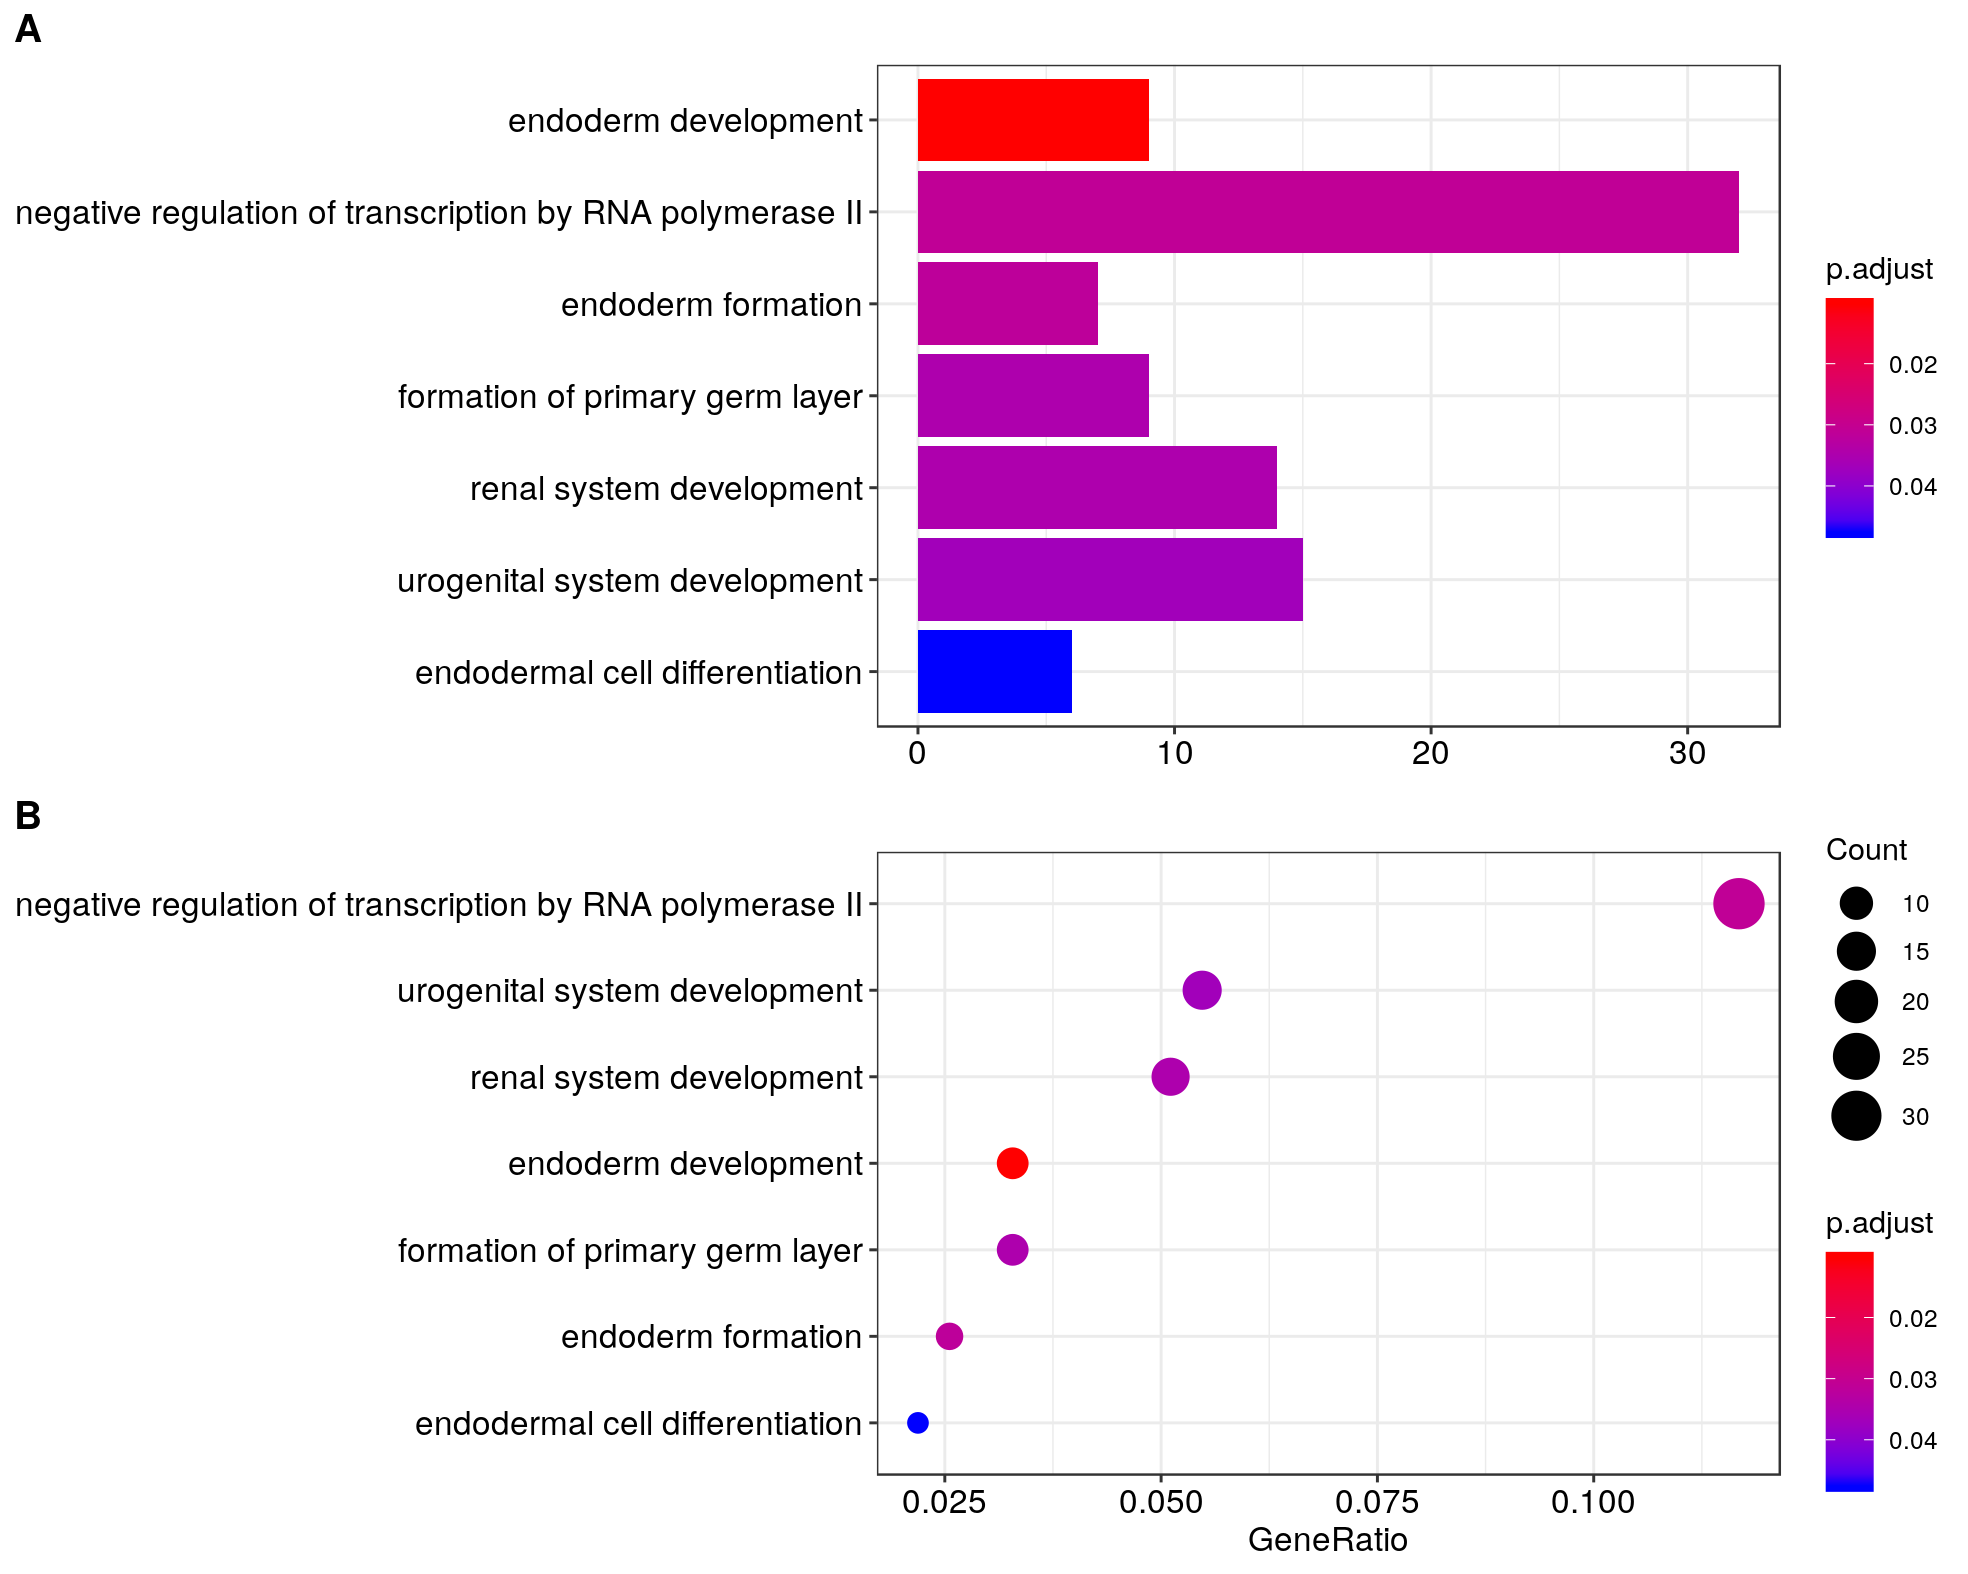 A
endoderm development
negative regulation of transcription by RNA polymerase II
endoderm formation
formation of primary germ layer
renal system development
urogenital system development
endodermal cell differentiation
0 10 20 30
p.adjust
0.02
0.03
0.04
B
negative regulation of transcription by RNA polymerase II
urogenital system development
renal system development
endoderm development
formation of primary germ layer
endoderm formation
endodermal cell differentiation
0.025 0.050 0.075 0.100
GeneRatio
Count
10
15
20
25
30
p.adjust
0.02
0.03
0.04